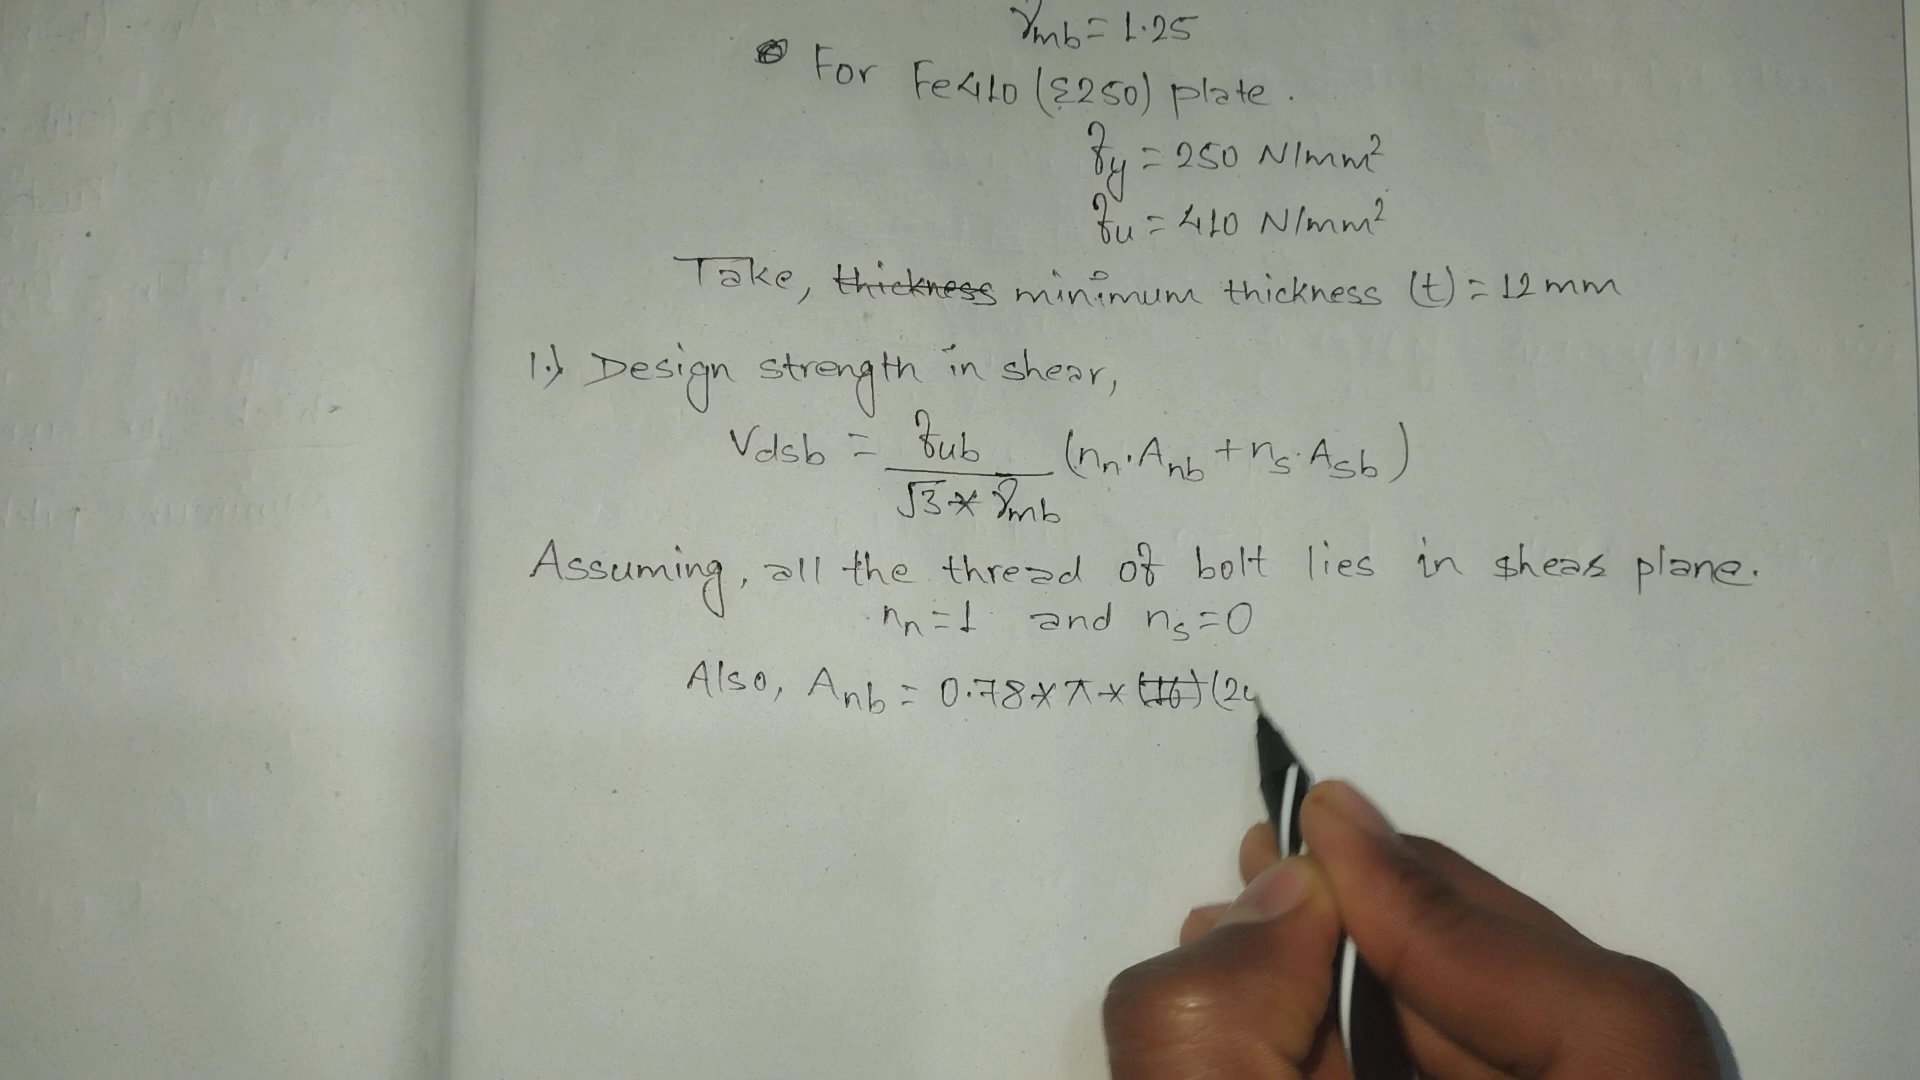 γmb = 1.25
For Fe410 (E250) plate.
fy = 250 N/mm²
fu = 410 N/mm²
Take, thickness minimum thickness (t) = 12 mm
1.) Design strength in shear,
Vdsb = fub / √3 * γmb (nn · Anb + ns · Asb)
Assuming, all the thread of bolt lies in shear plane.
nn = 1 and ns = 0
Also, Anb = 0.78 * π * (16) (2